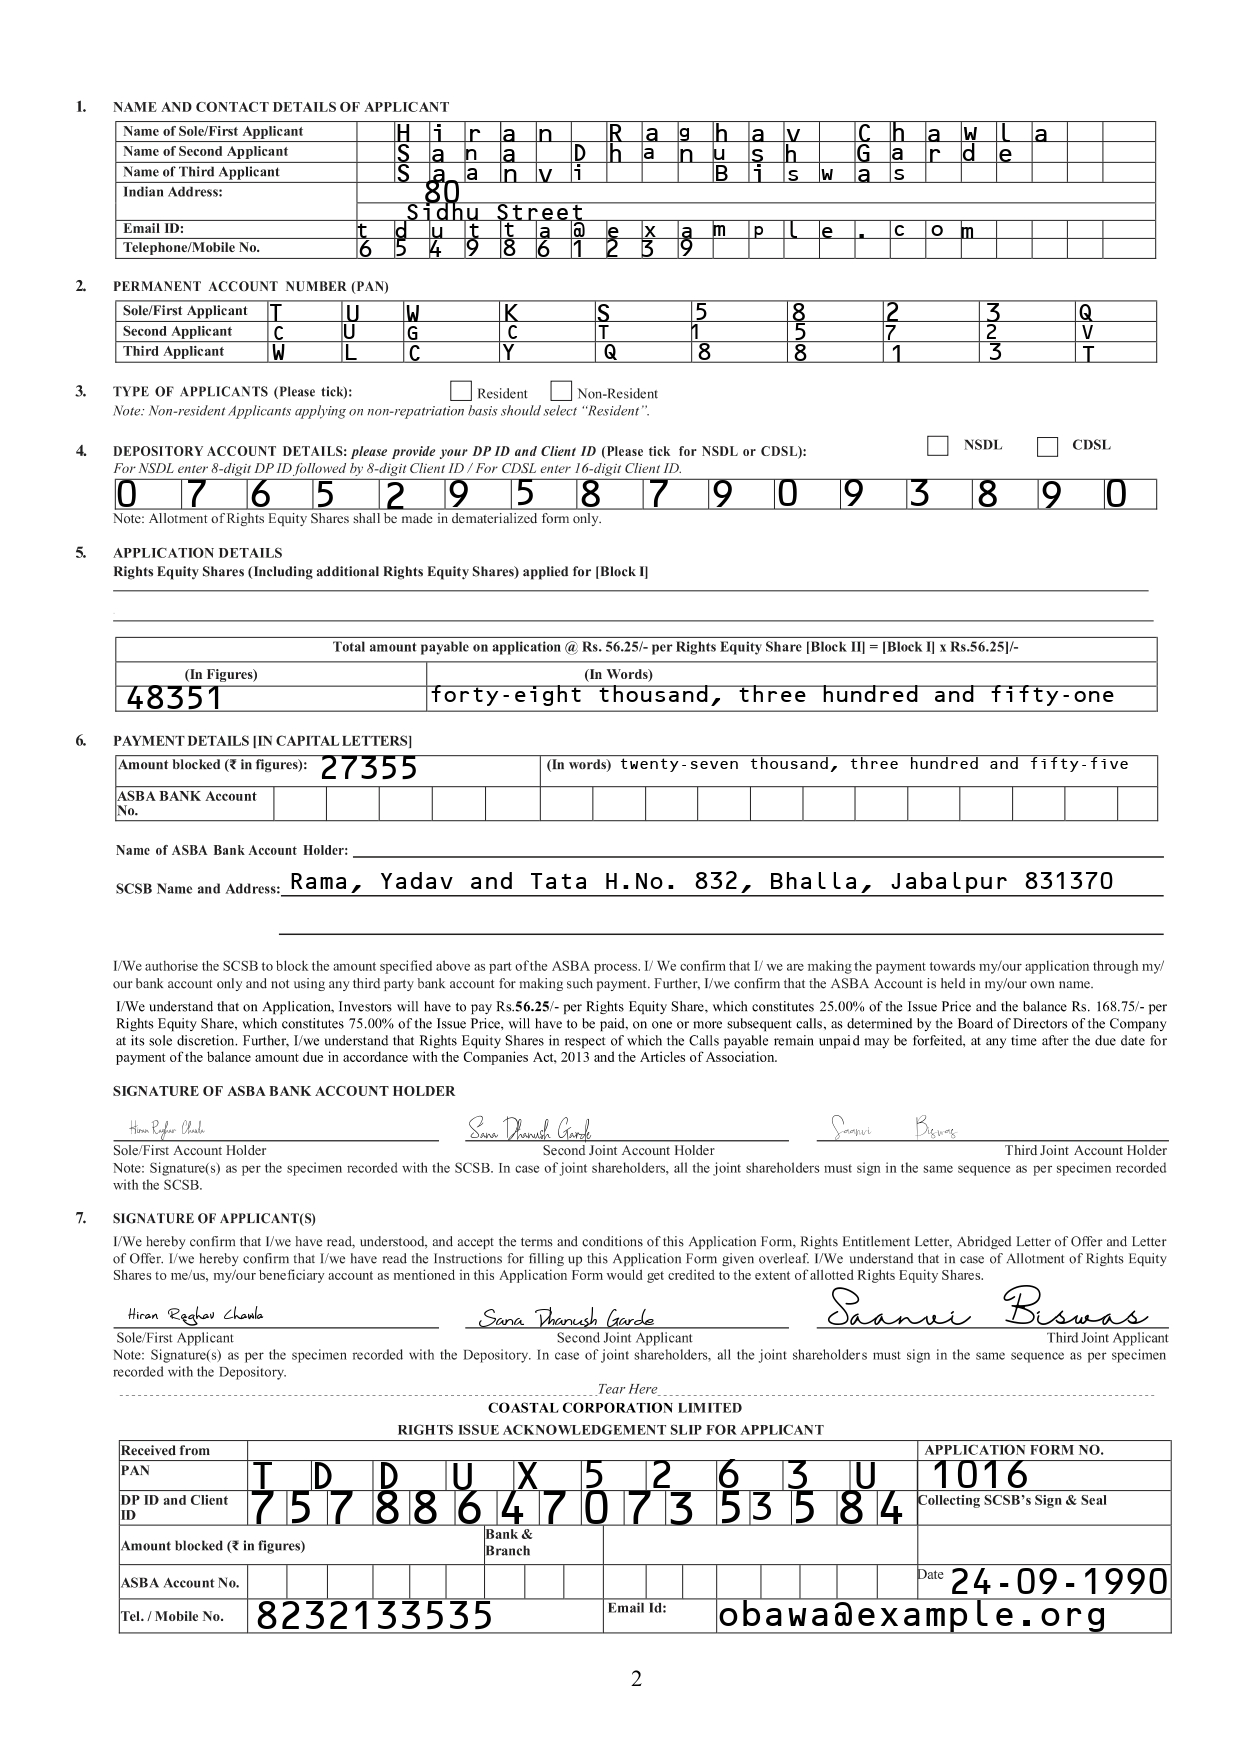 1. NAME AND CONTACT DETAILS OF APPLICANT
Name of Sole/First Applicant Hiran Raghav Chawla
Name of Second Applicant Sana Dhanush Garde
Name of Third Applicant Saanvi Biswas
Indian Address: 80
Sidhu Street
Email ID: tdutta@example.com
Telephone/Mobile No. 6549861239
2. PERMANENT ACCOUNT NUMBER (PAN)
Sole/First Applicant T U W K S 5 8 2 3 Q
Second Applicant C U G C T 1 5 7 2 V
Third Applicant W L C Y Q 8 8 1 3 T
3. TYPE OF APPLICANTS (Please tick): Resident Non-Resident
Note: Non-resident Applicants applying on non-repatriation basis should select “Resident”.
4. DEPOSITORY ACCOUNT DETAILS: please provide your DP ID and Client ID (Please tick for NSDL or CDSL): NSDL CDSL
For NSDL enter 8-digit DP ID followed by 8-digit Client ID / For CDSL enter 16-digit Client ID.
0 7 6 5 2 9 5 8 7 9 0 9 3 8 9 0
Note: Allotment of Rights Equity Shares shall be made in dematerialized form only.
5. APPLICATION DETAILS
Rights Equity Shares (Including additional Rights Equity Shares) applied for [Block I]
Total amount payable on application @ Rs. 56.25/- per Rights Equity Share [Block II] = [Block I] x Rs.56.25]/-
(In Figures) (In Words)
48351 forty-eight thousand, three hundred and fifty-one
6. PAYMENT DETAILS [IN CAPITAL LETTERS]
Amount blocked (₹ in figures): 27355 (In words) twenty-seven thousand, three hundred and fifty-five
ASBA BANK Account
No.
Name of ASBA Bank Account Holder:
SCSB Name and Address: Rama, Yadav and Tata H.No. 832, Bhalla, Jabalpur 831370
I/We authorise the SCSB to block the amount specified above as part of the ASBA process. I/ We confirm that I/ we are making the payment towards my/our application through my/
our bank account only and not using any third party bank account for making such payment. Further, I/we confirm that the ASBA Account is held in my/our own name.
I/We understand that on Application, Investors will have to pay Rs.56.25/- per Rights Equity Share, which constitutes 25.00% of the Issue Price and the balance Rs. 168.75/- per
Rights Equity Share, which constitutes 75.00% of the Issue Price, will have to be paid, on one or more subsequent calls, as determined by the Board of Directors of the Company
at its sole discretion. Further, I/we understand that Rights Equity Shares in respect of which the Calls payable remain unpaid may be forfeited, at any time after the due date for
payment of the balance amount due in accordance with the Companies Act, 2013 and the Articles of Association.
SIGNATURE OF ASBA BANK ACCOUNT HOLDER
Hiran Raghav Chawla Sana Dhanush Garde Saanvi Biswas
Sole/First Account Holder Second Joint Account Holder Third Joint Account Holder
Note: Signature(s) as per the specimen recorded with the SCSB. In case of joint shareholders, all the joint shareholders must sign in the same sequence as per specimen recorded
with the SCSB.
7. SIGNATURE OF APPLICANT(S)
I/We hereby confirm that I/we have read, understood, and accept the terms and conditions of this Application Form, Rights Entitlement Letter, Abridged Letter of Offer and Letter
of Offer. I/we hereby confirm that I/we have read the Instructions for filling up this Application Form given overleaf. I/We understand that in case of Allotment of Rights Equity
Shares to me/us, my/our beneficiary account as mentioned in this Application Form would get credited to the extent of allotted Rights Equity Shares.
Hiran Raghav Chawla Sana Dhanush Garde Saanvi Biswas
Sole/First Applicant Second Joint Applicant Third Joint Applicant
Note: Signature(s) as per the specimen recorded with the Depository. In case of joint shareholders, all the joint shareholders must sign in the same sequence as per specimen
recorded with the Depository.
Tear Here
COASTAL CORPORATION LIMITED
RIGHTS ISSUE ACKNOWLEDGEMENT SLIP FOR APPLICANT
Received from APPLICATION FORM NO.
PAN T D D U X 5 2 6 3 U 1016
DP ID and Client
ID 7 5 7 8 8 6 4 7 0 7 3 5 3 5 8 4 Collecting SCSB’s Sign & Seal
Amount blocked (₹ in figures) Bank &
Branch
ASBA Account No. Date 24-09-1990
Tel. / Mobile No. 8232133535 Email Id: obawa@example.org
2